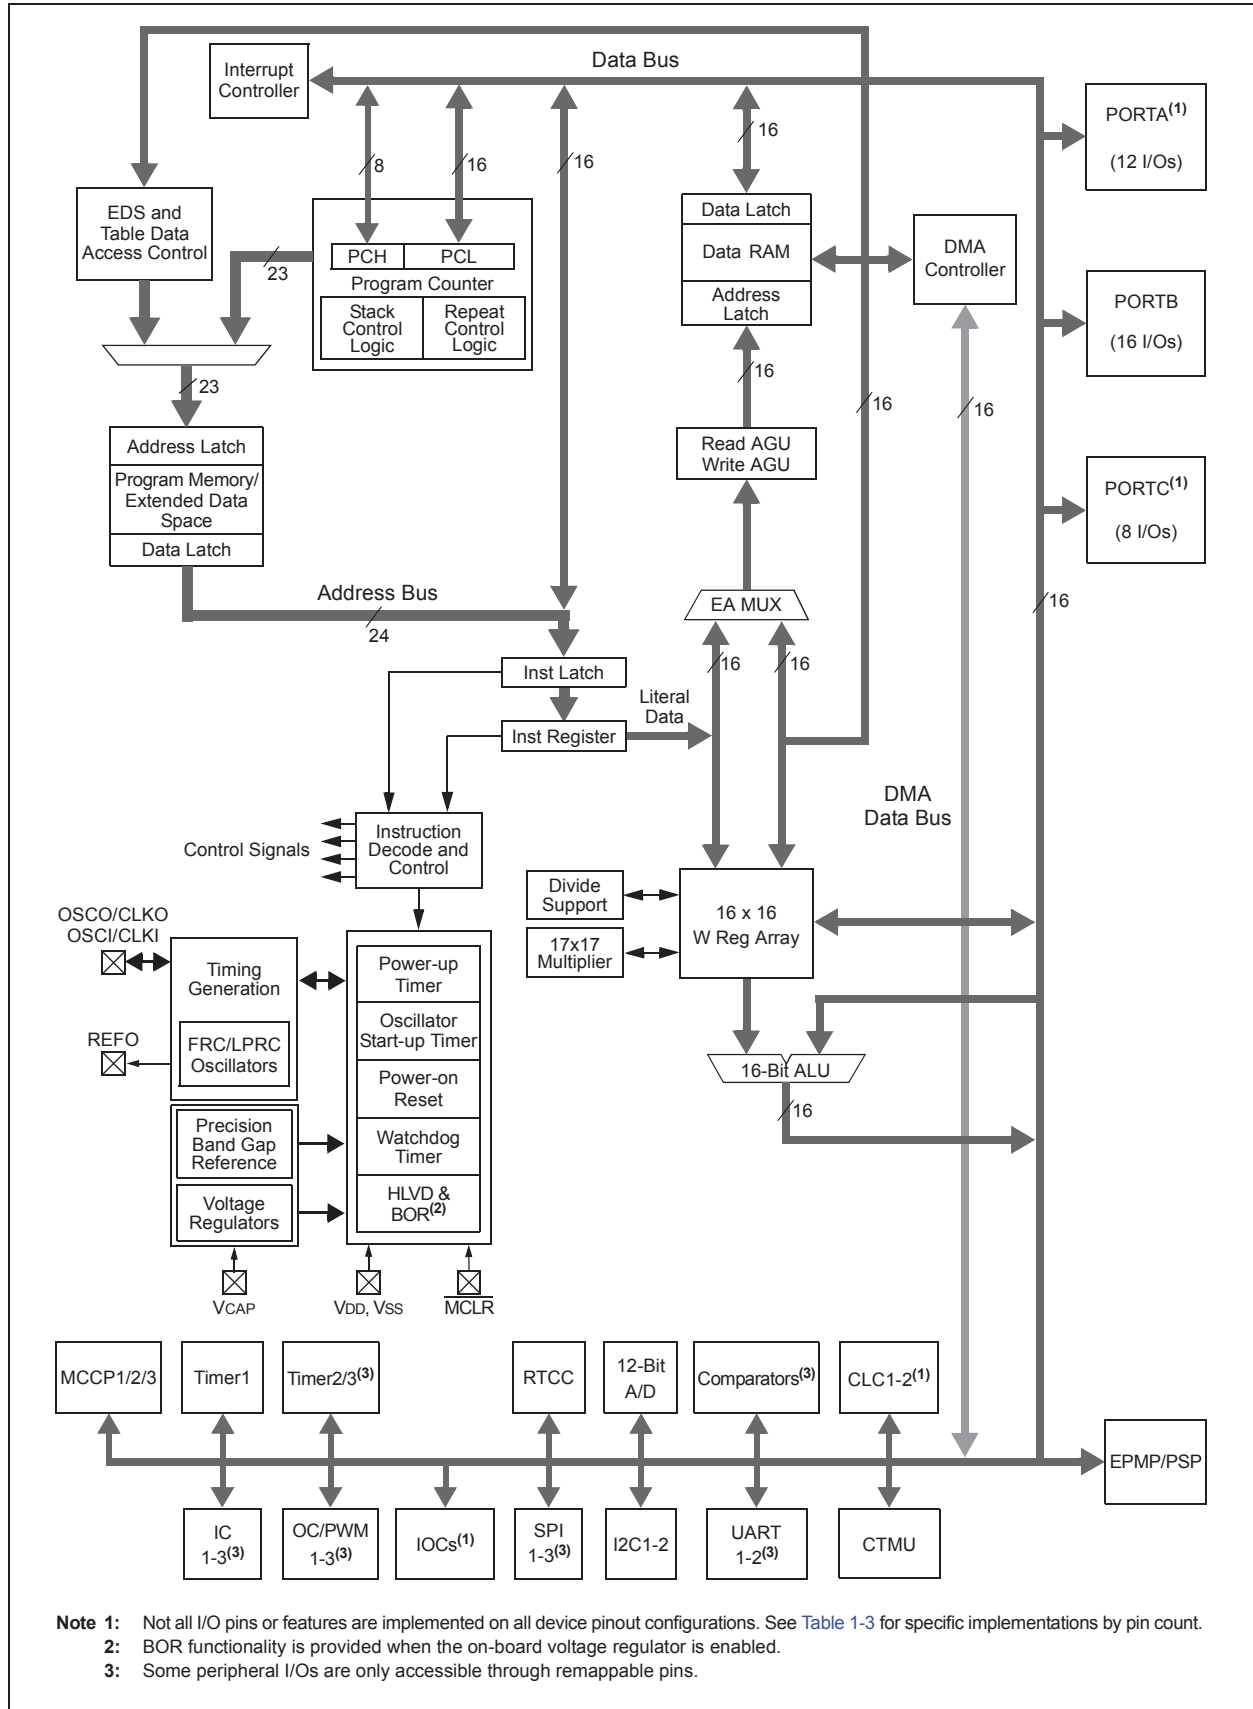 Data Bus
Interrupt
Controller
PORTA(1)
(12 I/Os)
16
8
16
16
EDS and
Table Data
Access Control
Data Latch
Data RAM
Address
Latch
DMA
Controller
23
PCH
PCL
Program Counter
Stack
Control
Logic
Repeat
Control
Logic
PORTB
(16 I/Os)
23
16
16
16
Address Latch
Program Memory/
Extended Data
Space
Data Latch
Read AGU
Write AGU
PORTC(1)
(8 I/Os)
Address Bus
24
EA MUX
16
Inst Latch
16
16
Literal
Data
Inst Register
DMA
Data Bus
Control Signals
Instruction
Decode and
Control
Divide
Support
17x17
Multiplier
16 x 16
W Reg Array
OSCO/CLKO
OSCI/CLKI
Timing
Generation
Power-up
Timer
REFO
FRC/LPRC
Oscillators
Oscillator
Start-up Timer
16-Bit ALU
16
Power-on
Reset
Precision
Band Gap
Reference
Watchdog
Timer
Voltage
Regulators
HLVD &
BOR(2)
VCAP
VDD, VSS
MCLR
MCCP1/2/3
Timer1
Timer2/3(3)
RTCC
12-Bit
A/D
Comparators(3)
CLC1-2(1)
EPMP/PSP
IC
1-3(3)
OC/PWM
1-3(3)
IOCs(1)
SPI
1-3(3)
I2C1-2
UART
1-2(3)
CTMU
Note 1: Not all I/O pins or features are implemented on all device pinout configurations. See Table 1-3 for specific implementations by pin count.
2: BOR functionality is provided when the on-board voltage regulator is enabled.
3: Some peripheral I/Os are only accessible through remappable pins.